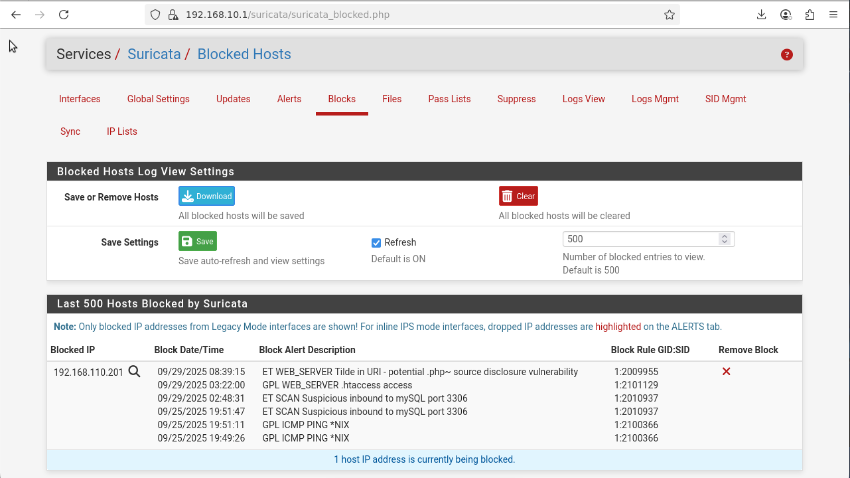 192.168.10.1/suricata/suricata_blocked.php
Services / Suricata / Blocked Hosts ?
Interfaces Global Settings Updates Alerts Blocks Files Pass Lists Suppress Logs View Logs Mgmt SID Mgmt
Sync IP Lists
Blocked Hosts Log View Settings
Save or Remove Hosts Download Clear
All blocked hosts will be saved All blocked hosts will be cleared
Save Settings Save Refresh 500
Save auto-refresh and view settings Default is ON Number of blocked entries to view.
Default is 500
Last 500 Hosts Blocked by Suricata
Note: Only blocked IP addresses from Legacy Mode interfaces are shown! For inline IPS mode interfaces, dropped IP addresses are highlighted on the ALERTS tab.
Blocked IP Block Date/Time Block Alert Description Block Rule GID:SID Remove Block
192.168.110.201 09/29/2025 08:39:15 ET WEB_SERVER Tilde in URI - potential .php~ source disclosure vulnerability 1:2009955
09/29/2025 03:22:00 GPL WEB_SERVER .htaccess access 1:2101129
09/29/2025 02:48:31 ET SCAN Suspicious inbound to mySQL port 3306 1:2010937
09/25/2025 19:51:47 ET SCAN Suspicious inbound to mySQL port 3306 1:2010937
09/25/2025 19:51:11 GPL ICMP PING *NIX 1:2100366
09/25/2025 19:49:26 GPL ICMP PING *NIX 1:2100366
1 host IP address is currently being blocked.